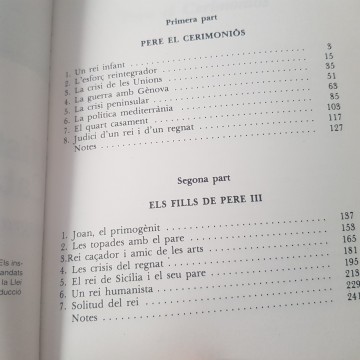 Primera part
PERE EL CERIMONIÓS
1. Un rei infant 3
2. L'esforç reintegrador 15
3. La crisi de les Unions 35
4. La guerra amb Gènova 51
5. La crisi peninsular 63
6. La política mediterrània 85
7. El quart casament 103
8. Judici d'un rei i d'un regnat 117
Notes 127
Segona part
ELS FILLS DE PERE III
1. Joan, el primogènit 137
2. Les topades amb el pare 153
3. Rei caçador i amic de les arts 165
4. Les crisis del regnat 181
5. El rei de Sicília i el seu pare 195
6. Un rei humanista 213
7. Solitud del rei 229
Notes 241
Els ins-
andats
la Llei
ducció